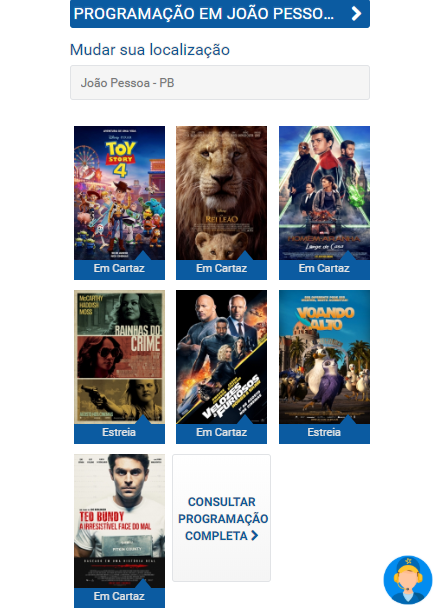 PROGRAMAÇÃO EM JOÃO PESSO...
Mudar sua localização
João Pessoa - PB
DISNEY · PIXAR
TOY
STORY
4
Em Cartaz
REI LEÃO
Em Cartaz
HOMEM-ARANHA
Longe de Casa
Em Cartaz
McCARTHY
HADDISH
MOSS
RAINHAS DO
CRIME
Estreia
VELOZES &
FURIOSOS
Em Cartaz
VOANDO
ALTO
Estreia
TED BUNDY
A IRRESISTÍVEL FACE DO MAL
Em Cartaz
CONSULTAR
PROGRAMAÇÃO
COMPLETA